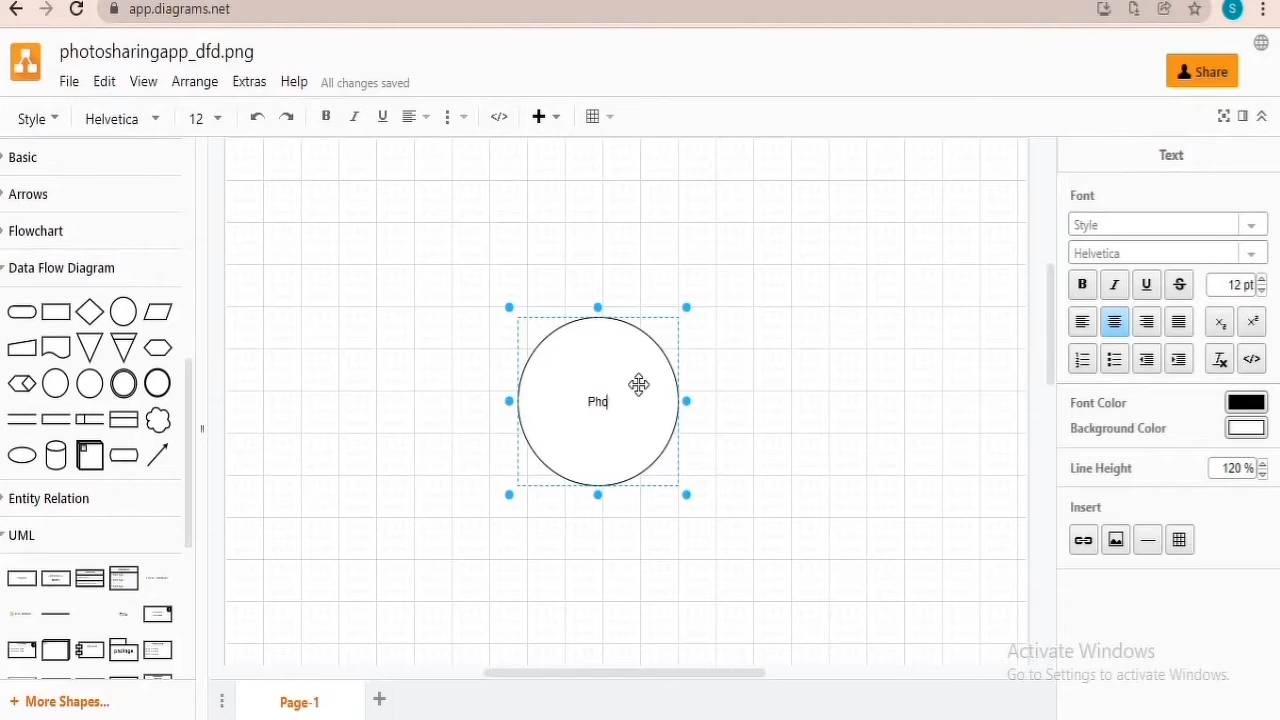 app.diagrams.net
S
photosharingapp_dfd.png
File Edit View Arrange Extras Help All changes saved
Share
Style Helvetica 12 B I U </>
Basic
Arrows
Flowchart
Data Flow Diagram
Entity Relation
UML
package
+ More Shapes...
Pho
Page-1
Text
Font
Style
Helvetica
B I U S 12 pt
Font Color
Background Color
Line Height 120 %
Insert
Activate Windows
Go to Settings to activate Windows.